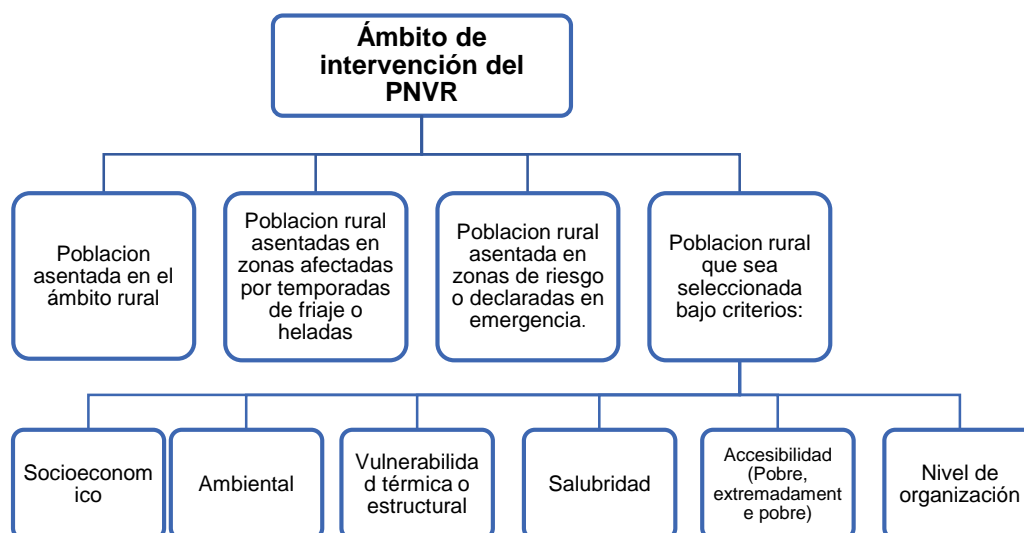 Ámbito de
intervención del
PNVR
Poblacion
asentada en el
ámbito rural
Poblacion rural
asentadas en
zonas afectadas
por temporadas
de friaje o
heladas
Poblacion rural
asentada en
zonas de riesgo
o declaradas en
emergencia.
Poblacion rural
que sea
seleccionada
bajo criterios:
Socioeconom
ico
Ambiental
Vulnerabilida
d térmica o
estructural
Salubridad
Accesibilidad
(Pobre,
extremadament
e pobre)
Nivel de
organización